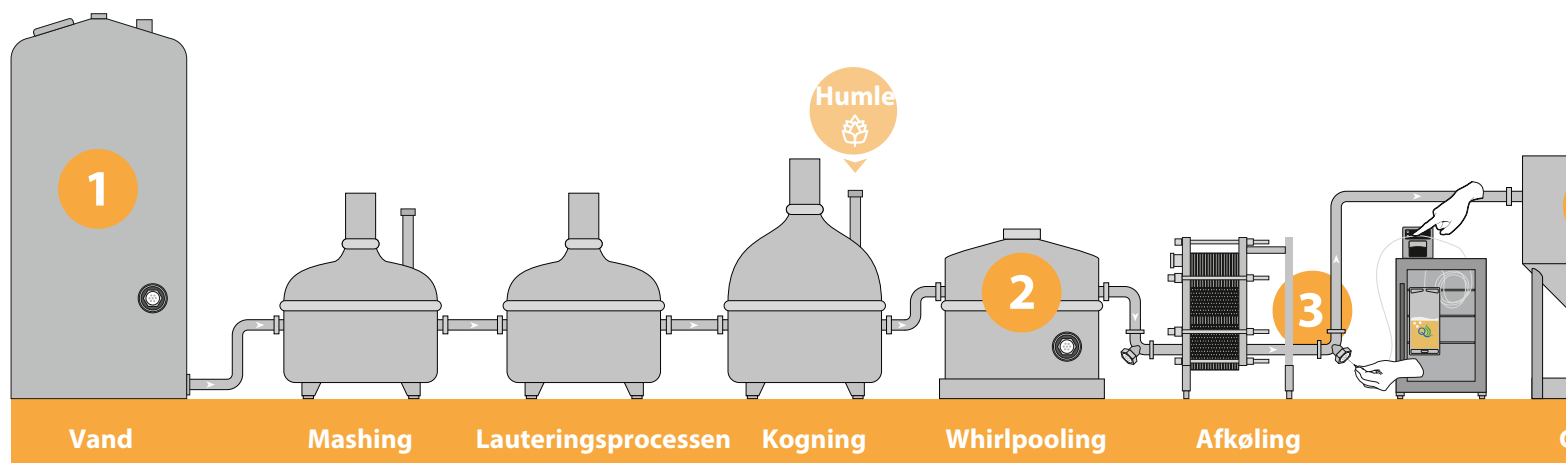 Humle
1
2
3
Vand
Mashing
Lauteringsprocessen
Kogning
Whirlpooling
Afkøling